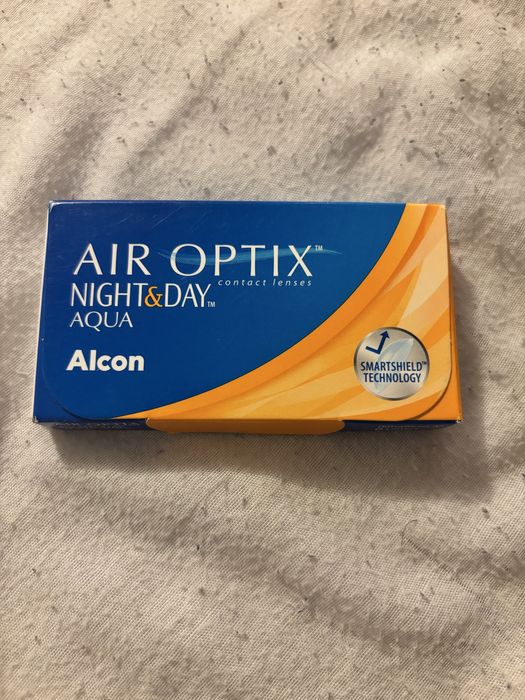 AIR OPTIX™
contact lenses
NIGHT&DAY™
AQUA
Alcon
SMARTSHIELD™
TECHNOLOGY